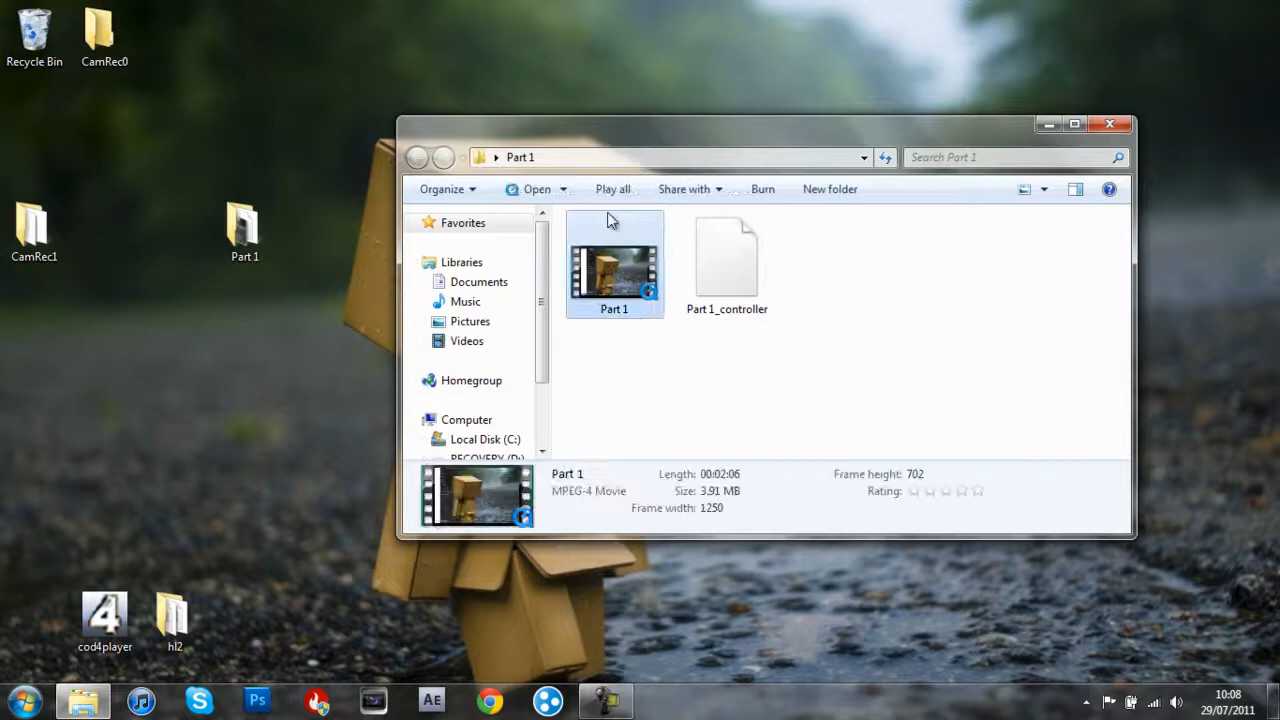 Recycle Bin
CamRec0
CamRec1
Part 1
cod4player
hl2
Part 1
Search Part 1
Organize
Open
Play all
Share with
Burn
New folder
Favorites
Libraries
Documents
Music
Pictures
Videos
Homegroup
Computer
Local Disk (C:)
RECOVERY (D:)
Part 1
Part 1_controller
Part 1
MPEG-4 Movie
Length: 00:02:06
Size: 3.91 MB
Frame width: 1250
Frame height: 702
Rating:
Ps
AE
10:08
29/07/2011